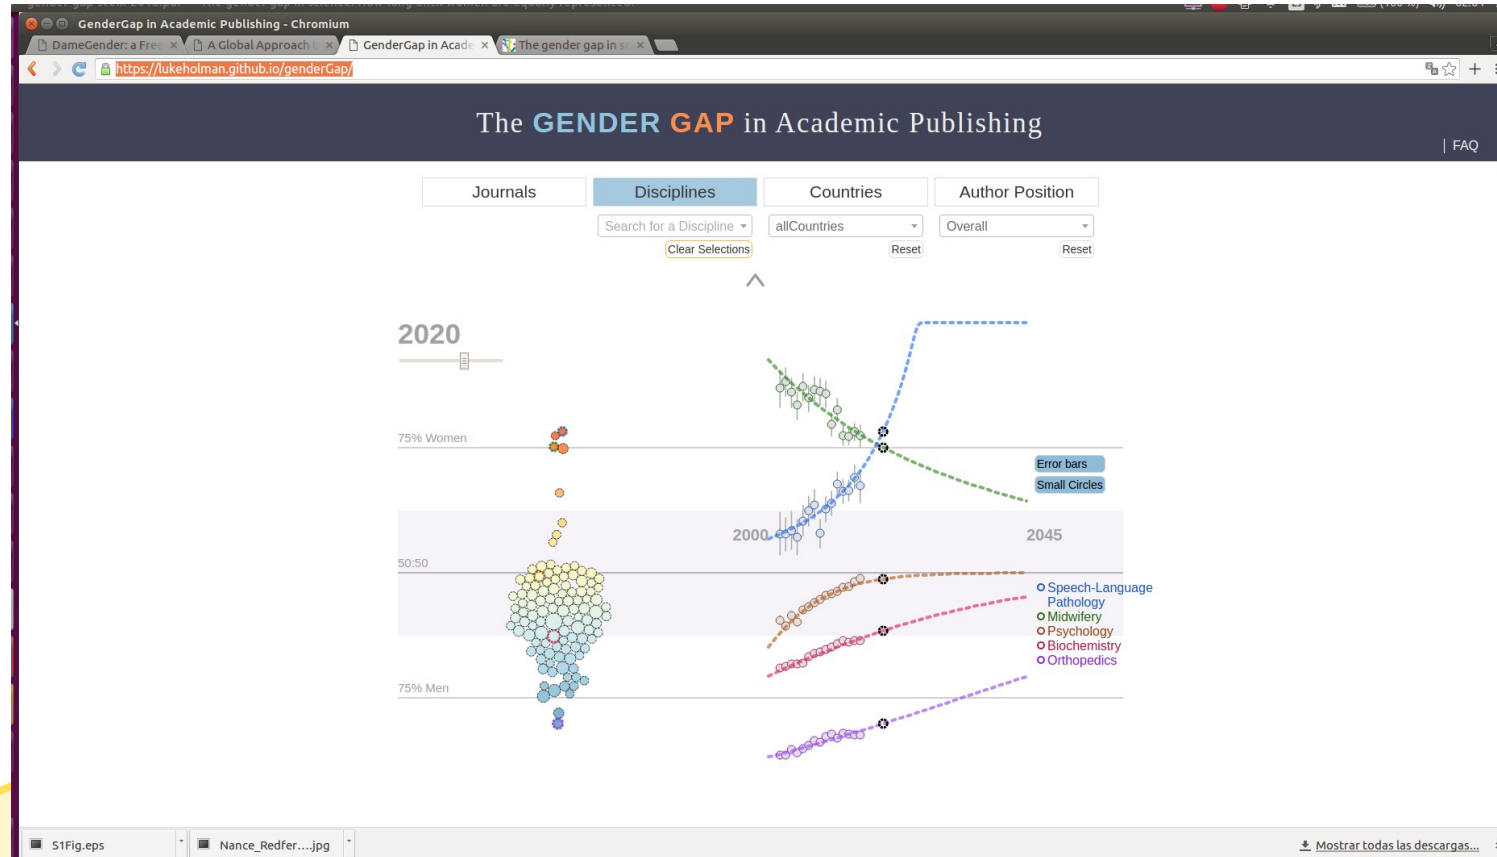 GenderGap in Academic Publishing - Chromium
DameGender: a Free
A Global Approach
GenderGap in Acade
The gender gap in sc
https://lukeholman.github.io/genderGap/
The GENDER GAP in Academic Publishing
| FAQ
Journals
Disciplines
Countries
Author Position
Search for a Discipline
allCountries
Overall
Clear Selections
Reset
Reset
2020
75% Women
Error bars
Small Circles
2000
2045
50:50
Speech-Language
Pathology
Midwifery
Psychology
Biochemistry
Orthopedics
75% Men
S1Fig.eps
Nance_Redfer....jpg
Mostrar todas las descargas...